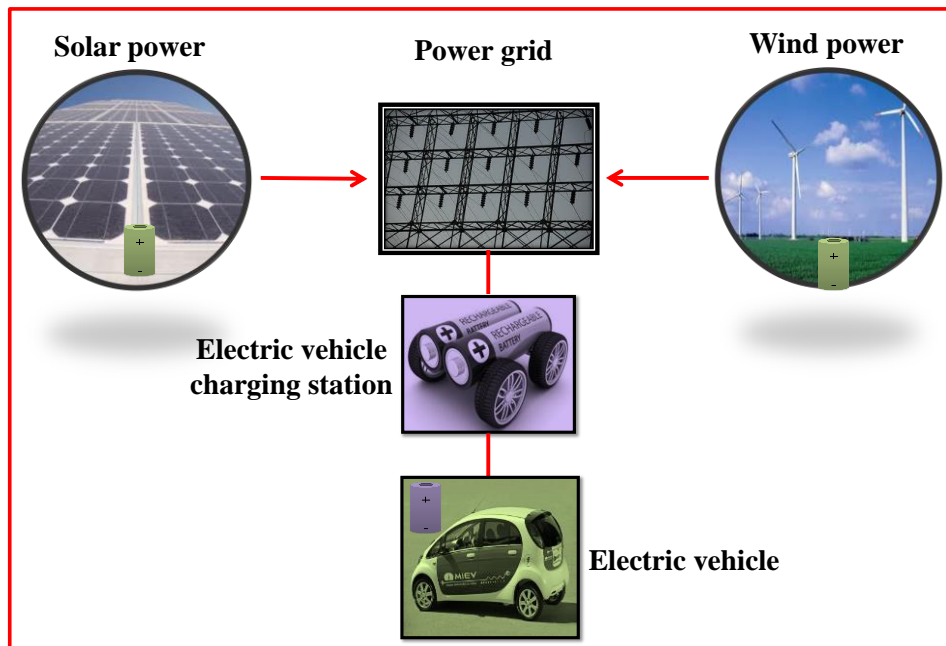 Solar power
Power grid
Wind power
+
-
+
-
RECHARGEABLE
BATTERY
RECHARGEABLE
BATTERY
Electric vehicle
charging station
+
-
i MiEV
Electric vehicle